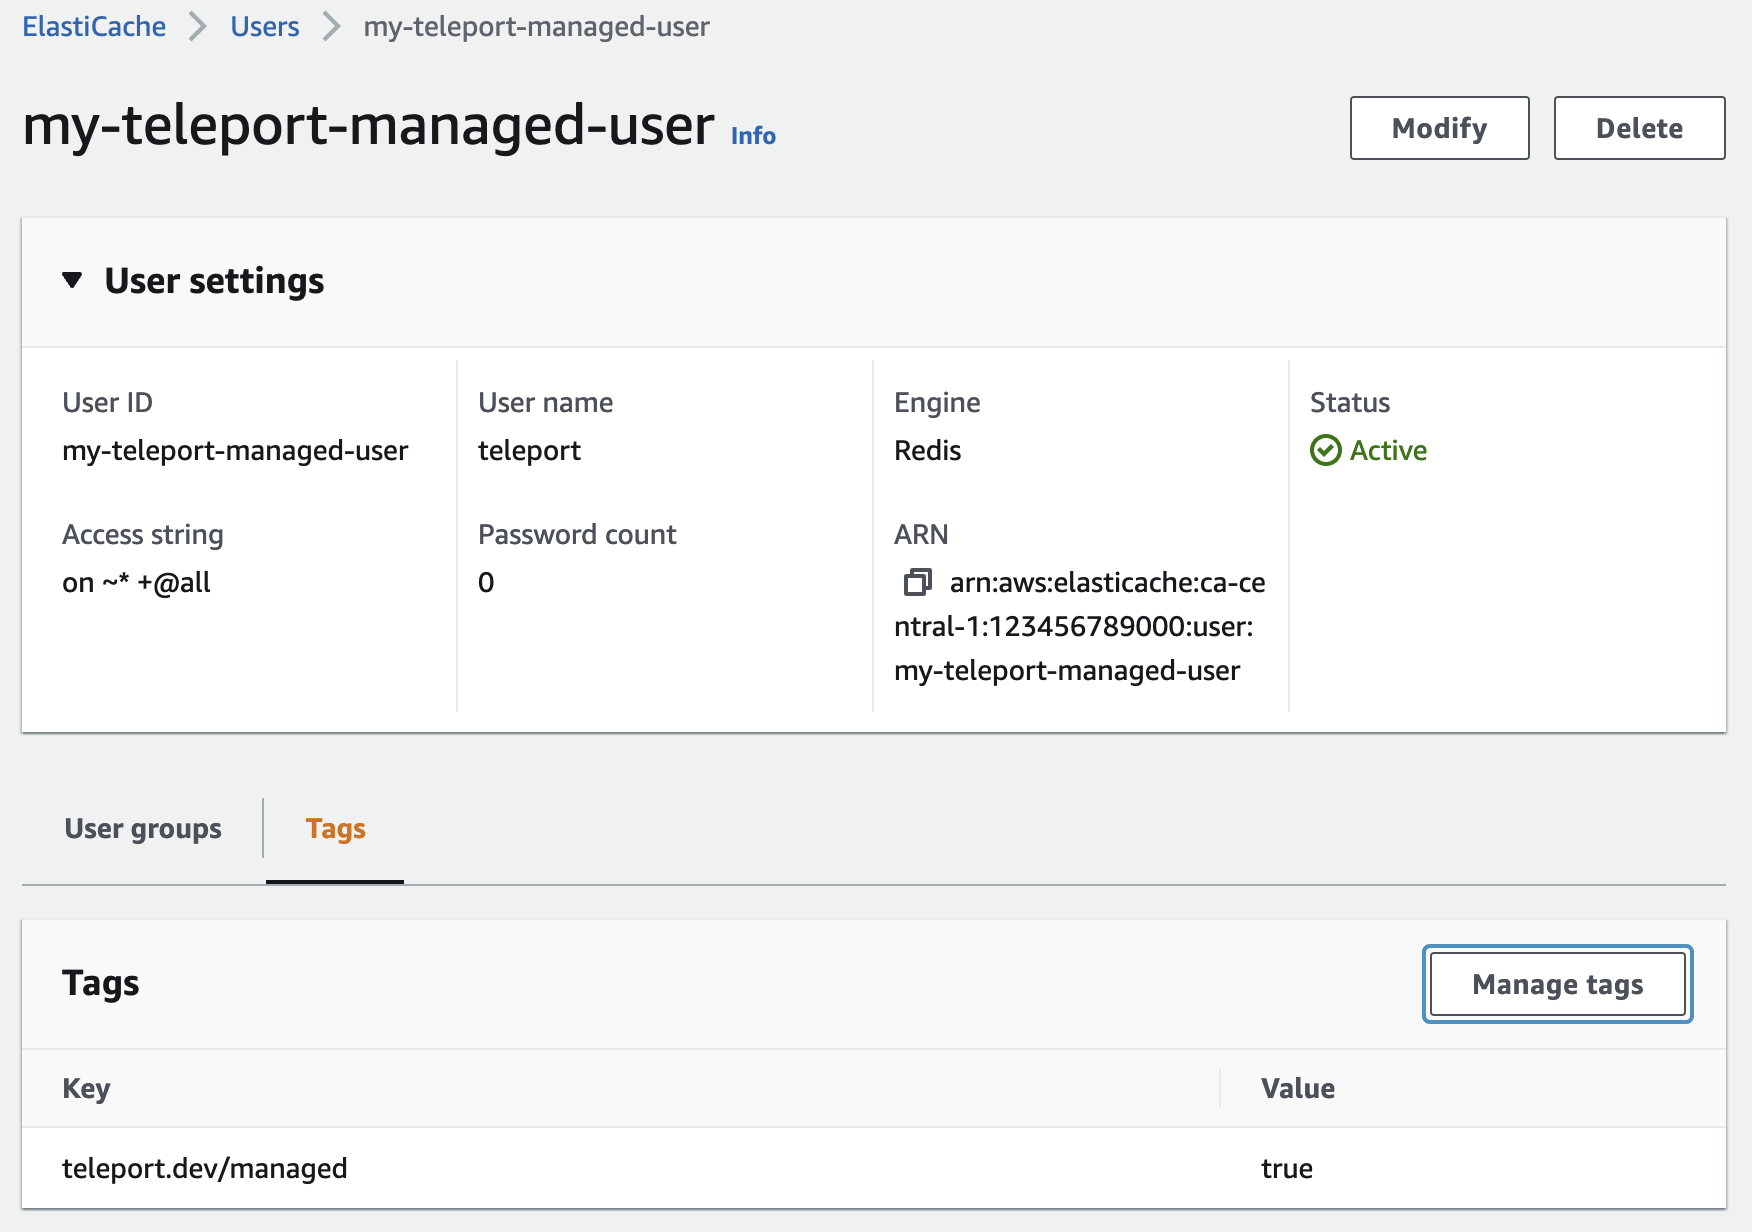 ElastiCache > Users > my-teleport-managed-user
my-teleport-managed-user Info
Modify
Delete
User settings
User ID
my-teleport-managed-user
User name
teleport
Engine
Redis
Status
Active
Access string
on ~* +@all
Password count
0
ARN
arn:aws:elasticache:ca-ce
ntral-1:123456789000:user:
my-teleport-managed-user
User groups
Tags
Tags
Manage tags
Key
Value
teleport.dev/managed
true